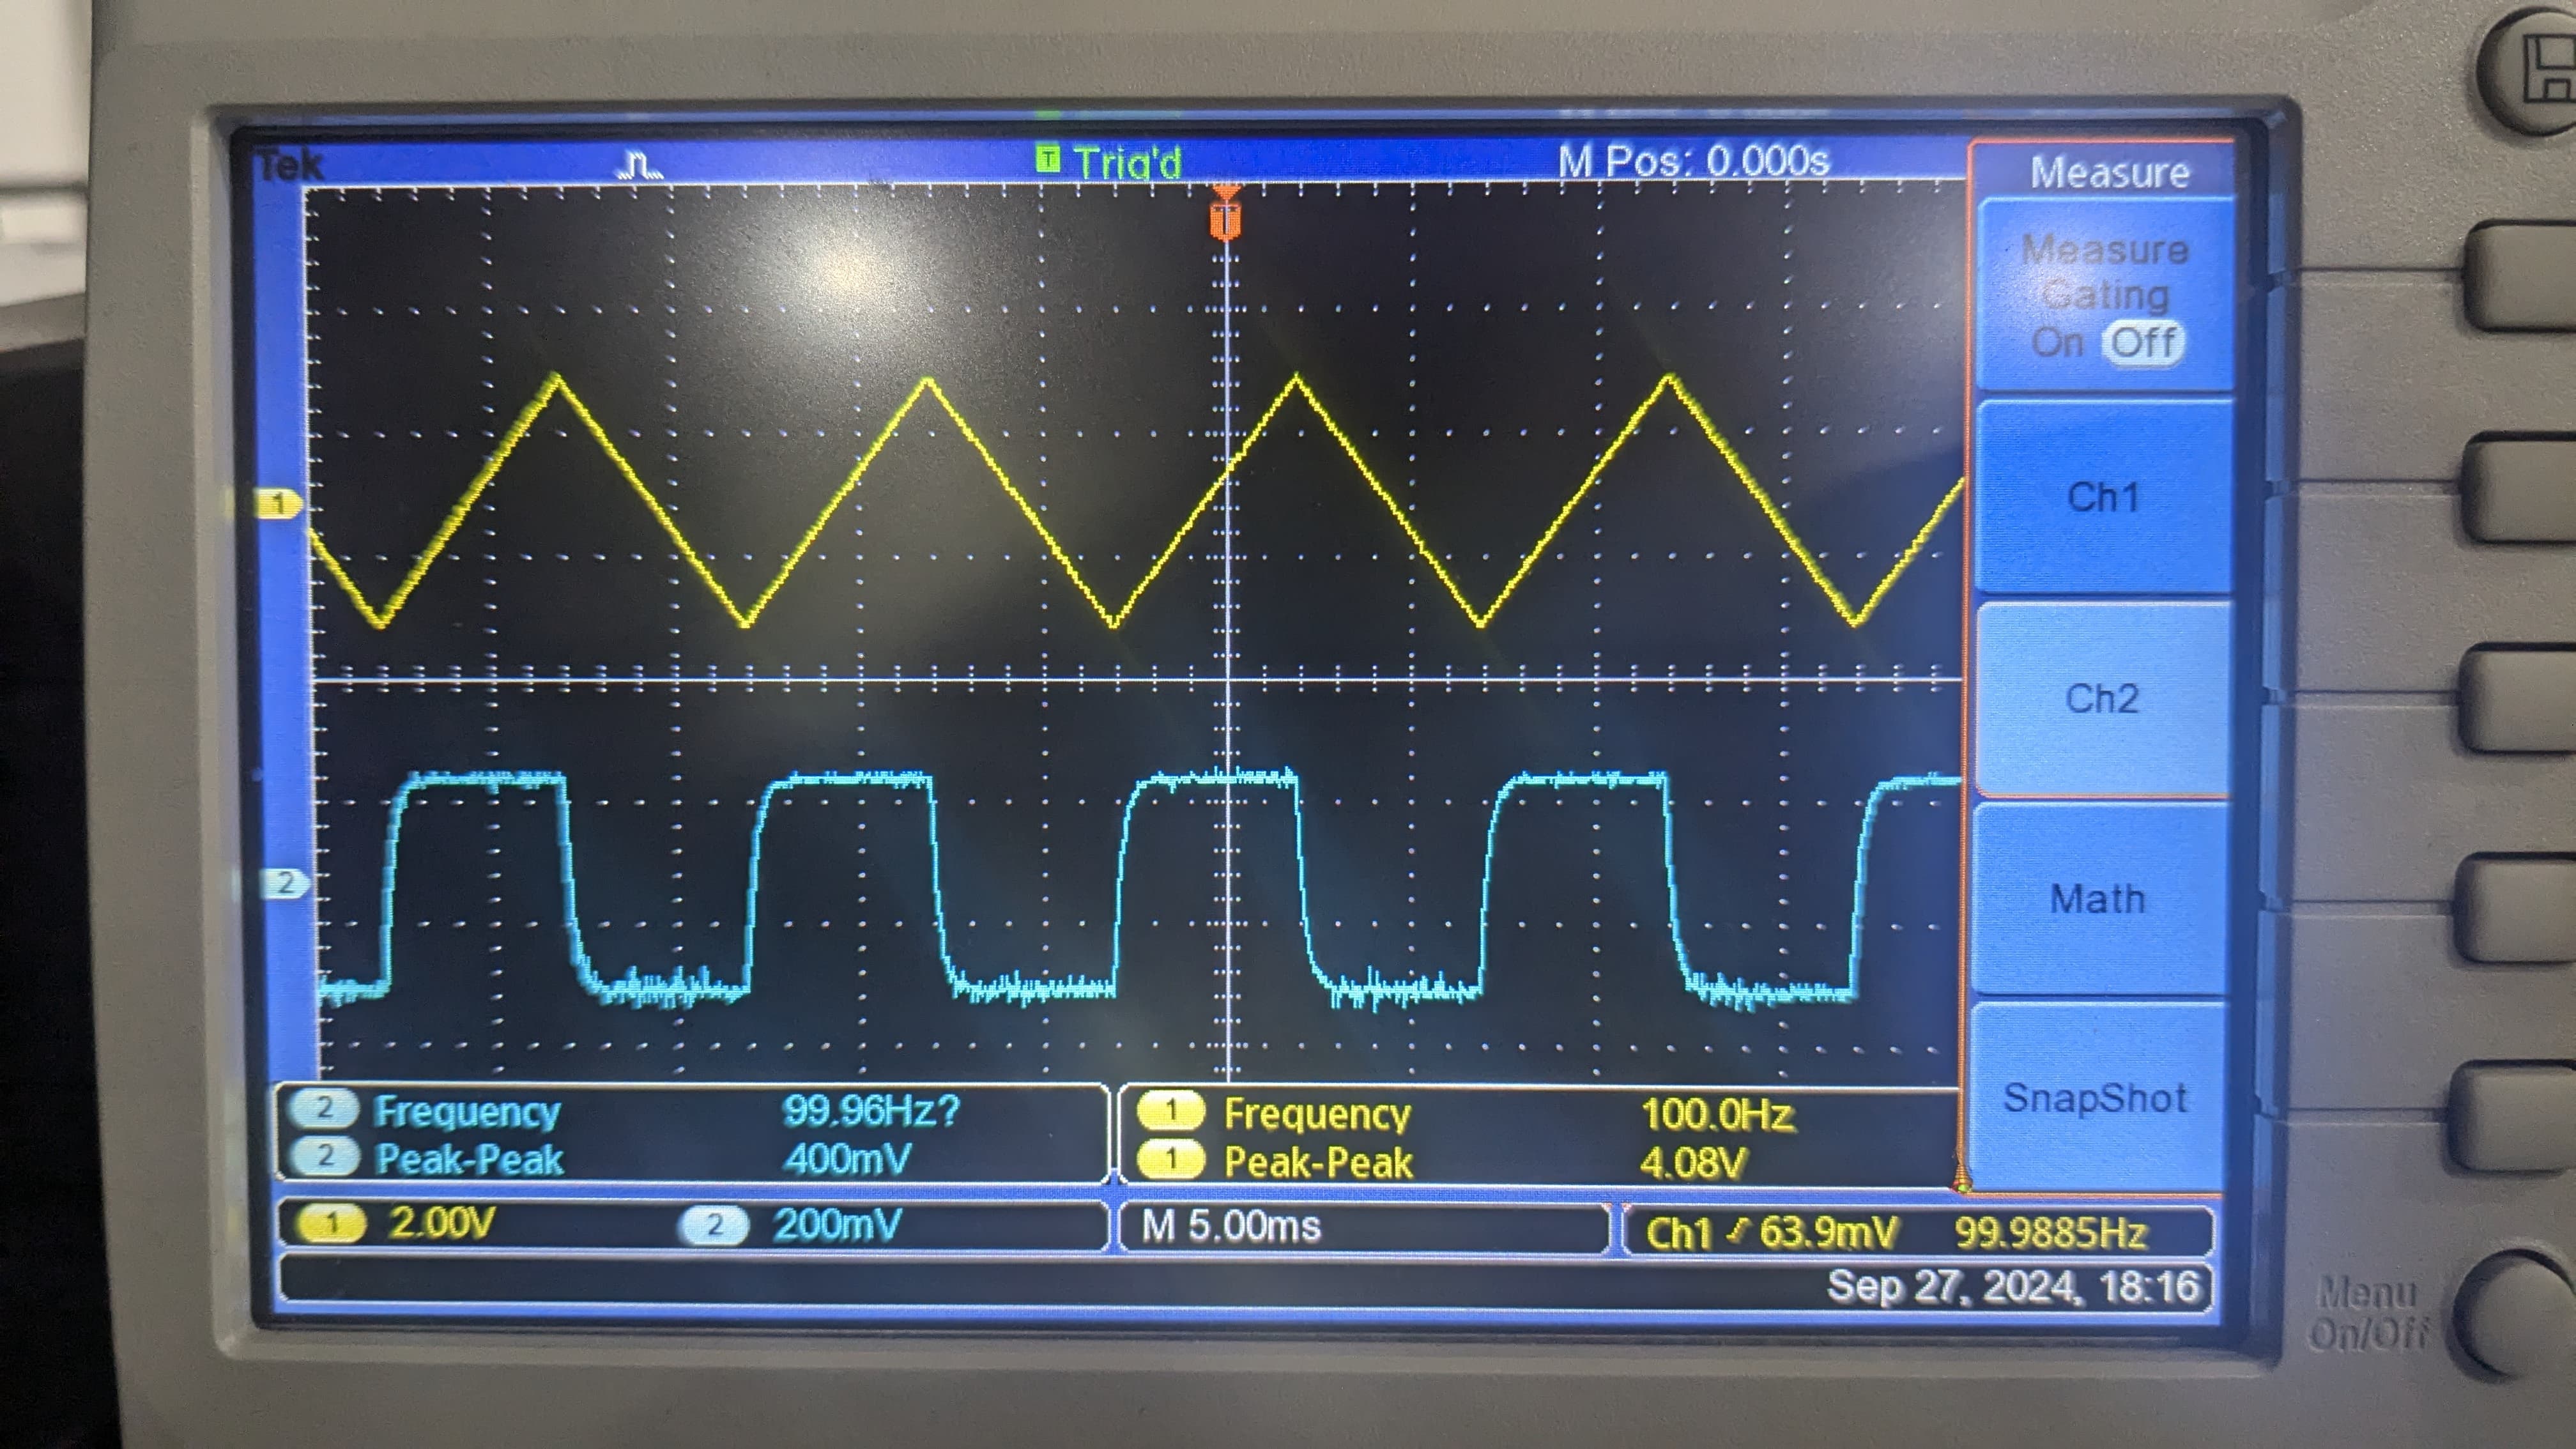 Tek T Trig'd M Pos: 0.000s
T
Measure
Measure
Gating
On Off
1
Ch1
Ch2
2
Math
SnapShot
2 Frequency 99.96Hz? 1 Frequency 100.0Hz
2 Peak-Peak 400mV 1 Peak-Peak 4.08V
1 2.00V 2 200mV M 5.00ms Ch1 63.9mV 99.9885Hz
Sep 27, 2024, 18:16
Menu
On/Off